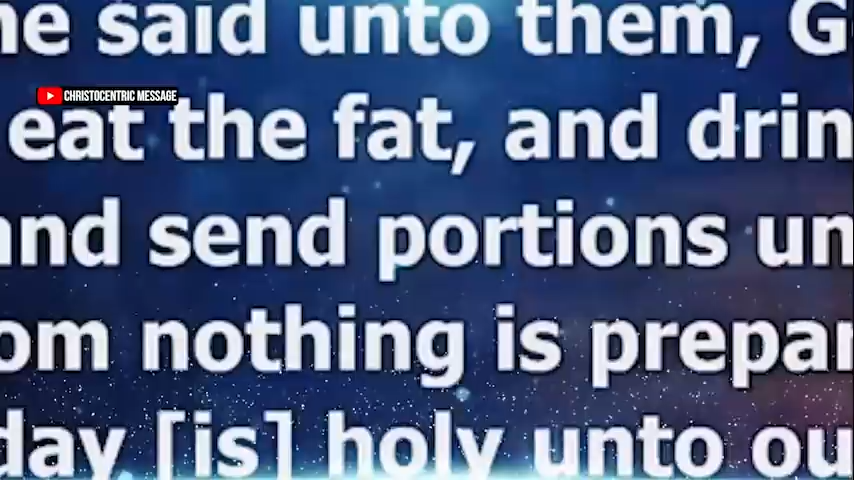 he said unto them, G
CHRISTOCENTRIC MESSAGE
eat the fat, and drin
and send portions un
om nothing is prepar
day [is] holy unto ou